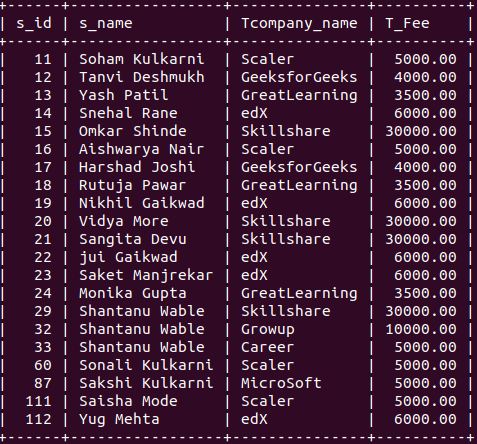 +------+------------------+---------------+----------+
| s_id | s_name           | Tcompany_name | T_Fee    |
+------+------------------+---------------+----------+
|   11 | Soham Kulkarni   | Scaler        |  5000.00 |
|   12 | Tanvi Deshmukh   | GeeksforGeeks |  4000.00 |
|   13 | Yash Patil       | GreatLearning |  3500.00 |
|   14 | Snehal Rane      | edX           |  6000.00 |
|   15 | Omkar Shinde     | Skillshare    | 30000.00 |
|   16 | Aishwarya Nair   | Scaler        |  5000.00 |
|   17 | Harshad Joshi    | GeeksforGeeks |  4000.00 |
|   18 | Rutuja Pawar     | GreatLearning |  3500.00 |
|   19 | Nikhil Gaikwad   | edX           |  6000.00 |
|   20 | Vidya More       | Skillshare    | 30000.00 |
|   21 | Sangita Devu     | Skillshare    | 30000.00 |
|   22 | jui Gaikwad      | edX           |  6000.00 |
|   23 | Saket Manjrekar  | edX           |  6000.00 |
|   24 | Monika Gupta     | GreatLearning |  3500.00 |
|   29 | Shantanu Wable   | Skillshare    | 30000.00 |
|   32 | Shantanu Wable   | Growup        | 10000.00 |
|   33 | Shantanu Wable   | Career        |  5000.00 |
|   60 | Sonali Kulkarni  | Scaler        |  5000.00 |
|   87 | Sakshi Kulkarni  | MicroSoft     |  5000.00 |
|  111 | Saisha Mode      | Scaler        |  5000.00 |
|  112 | Yug Mehta        | edX           |  6000.00 |
+------+------------------+---------------+----------+